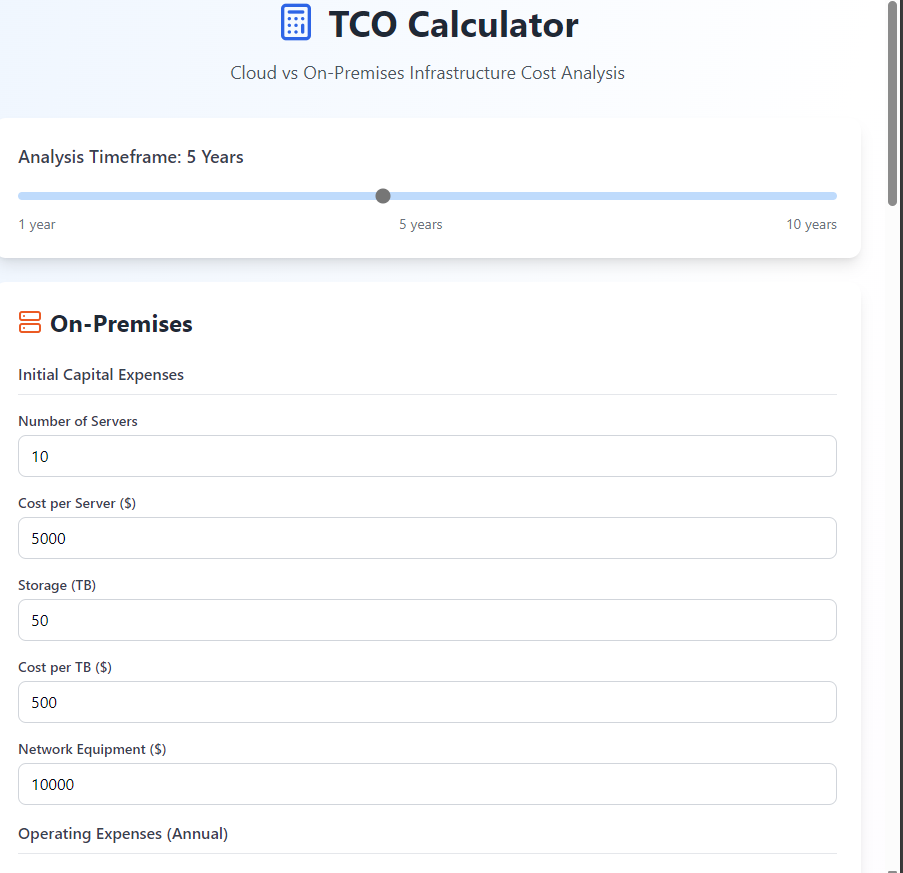 TCO Calculator
Cloud vs On-Premises Infrastructure Cost Analysis
Analysis Timeframe: 5 Years
1 year 5 years 10 years
On-Premises
Initial Capital Expenses
Number of Servers
10
Cost per Server ($)
5000
Storage (TB)
50
Cost per TB ($)
500
Network Equipment ($)
10000
Operating Expenses (Annual)